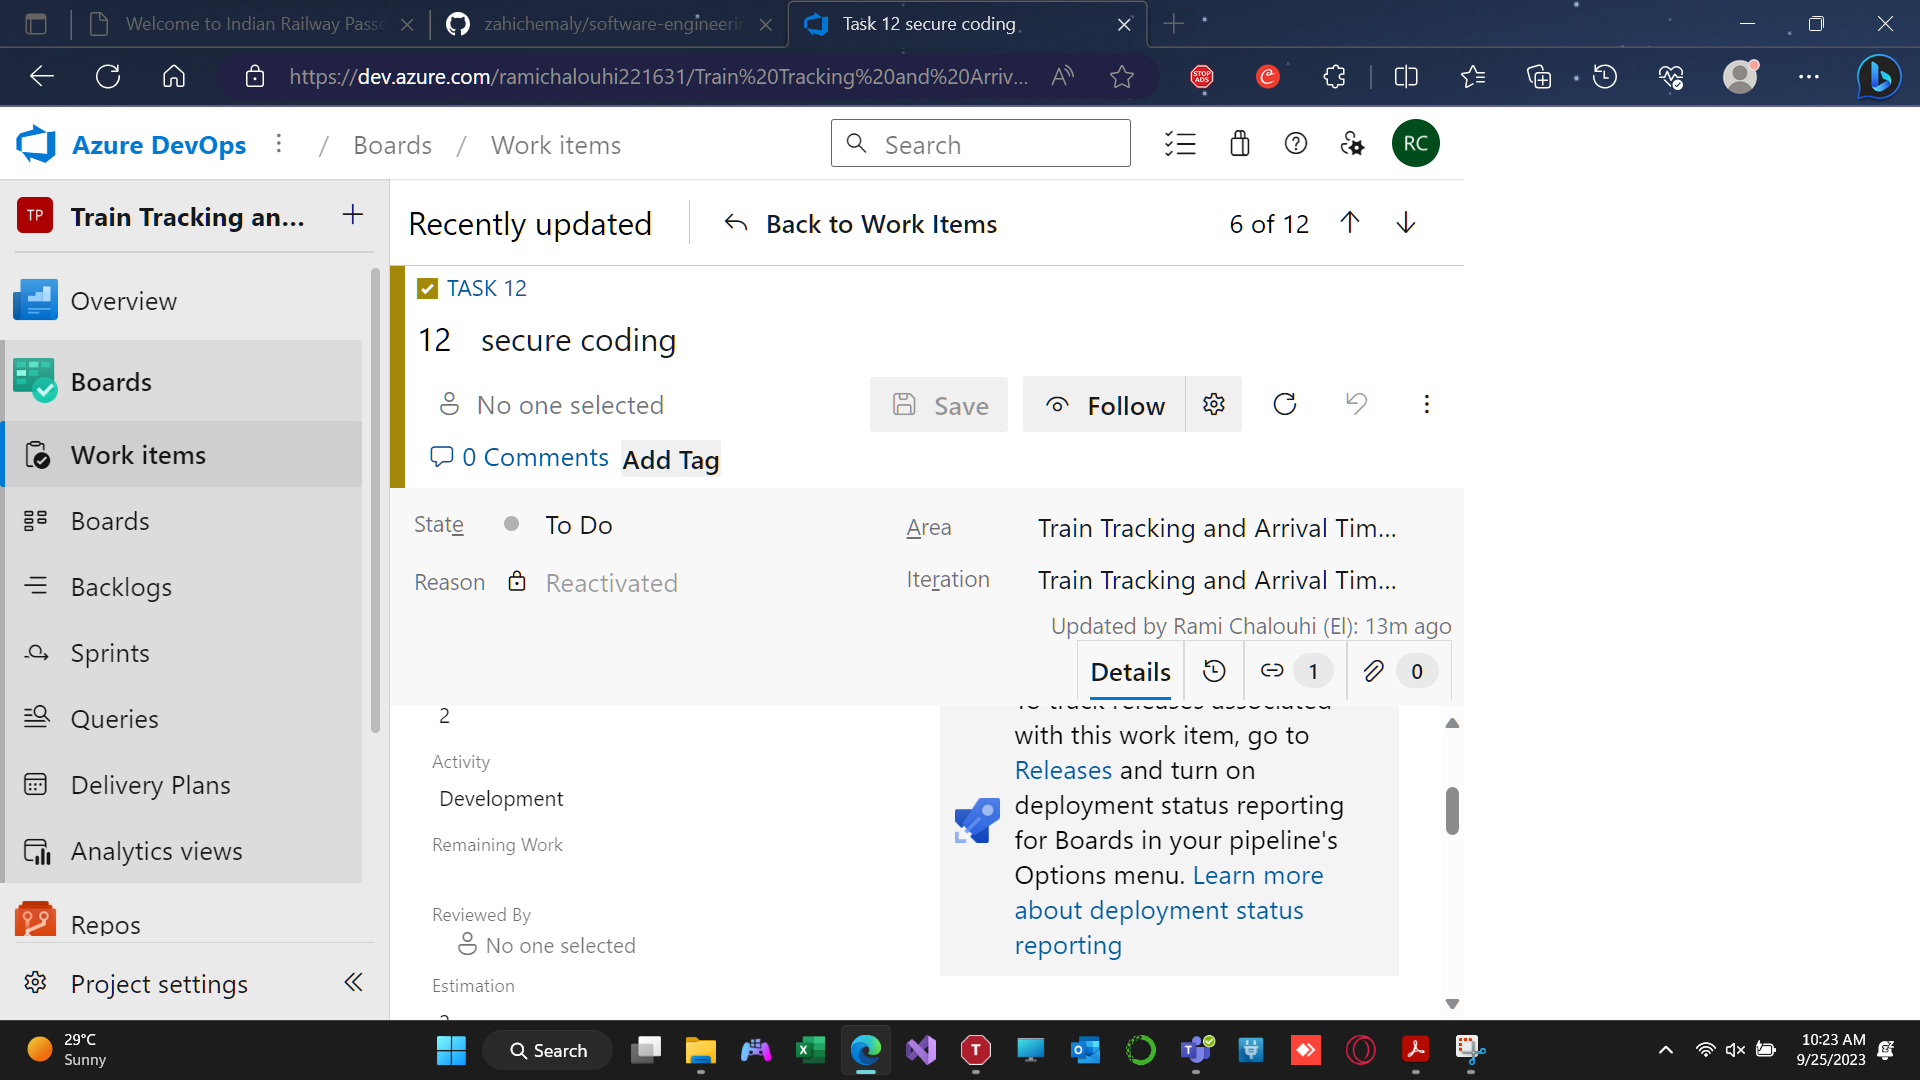 Welcome to Indian Railway Passe
zahichemaly/software-engineerin
Task 12 secure coding
https://dev.azure.com/ramichalouhi221631/Train%20Tracking%20and%20Arriv...
Azure DevOps / Boards / Work items
Search
RC
TP Train Tracking an...
Recently updated
Back to Work Items
6 of 12
Overview
Boards
Work items
Boards
Backlogs
Sprints
Queries
Delivery Plans
Analytics views
Repos
Project settings
TASK 12
12 secure coding
No one selected
Save
Follow
0 Comments
Add Tag
State To Do
Area Train Tracking and Arrival Tim...
Reason Reactivated
Iteration Train Tracking and Arrival Tim...
Updated by Rami Chalouhi (El): 13m ago
Details 1 0
2
Activity
Development
Remaining Work
Reviewed By
No one selected
Estimation
To track releases associated
with this work item, go to
Releases and turn on
deployment status reporting
for Boards in your pipeline's
Options menu. Learn more
about deployment status
reporting
29°C
Sunny
Search
10:23 AM
9/25/2023